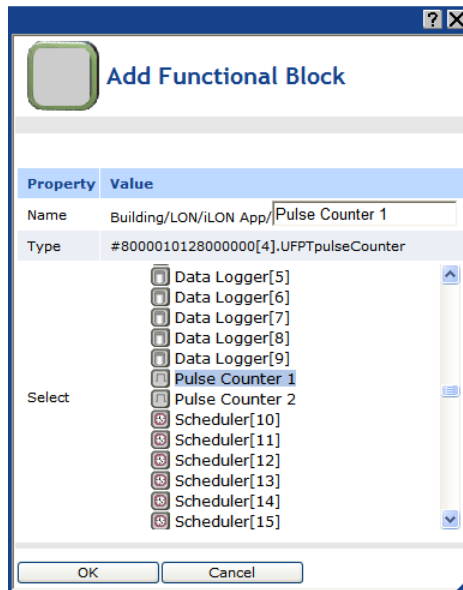 ?
Add Functional Block
Property Value
Name Building/LON/iLON App/Pulse Counter 1
Type #8000010128000000[4].UFPTpulseCounter
Select
Data Logger[5]
Data Logger[6]
Data Logger[7]
Data Logger[8]
Data Logger[9]
Pulse Counter 1
Pulse Counter 2
Scheduler[10]
Scheduler[11]
Scheduler[12]
Scheduler[13]
Scheduler[14]
Scheduler[15]
OK Cancel